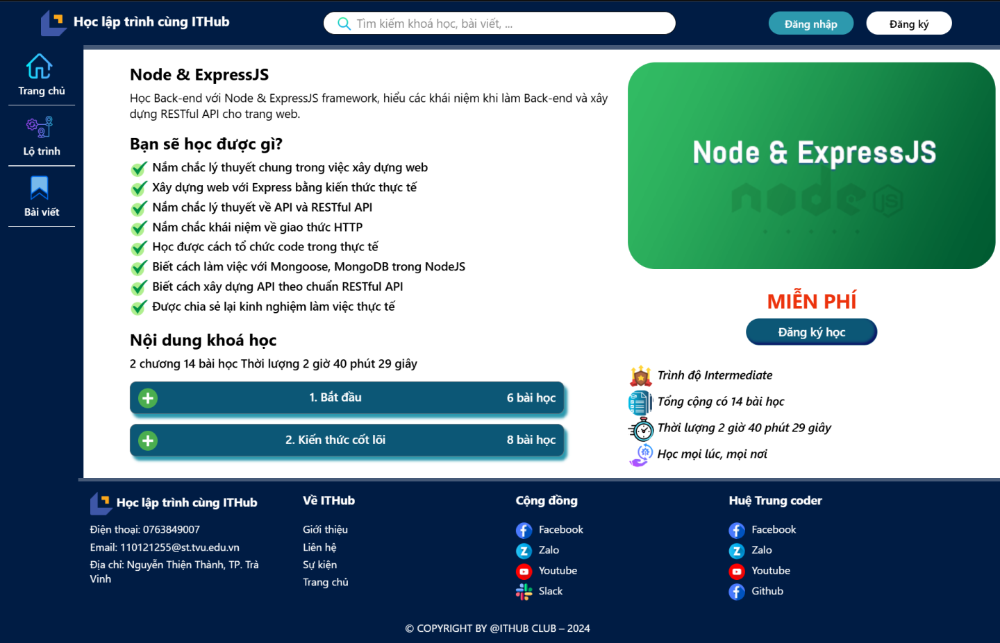 Học lập trình cùng ITHub
Tìm kiếm khoá học, bài viết, ...
Đăng nhập
Đăng ký
Trang chủ
Lộ trình
Bài viết
Node & ExpressJS
Học Back-end với Node & ExpressJS framework, hiểu các khái niệm khi làm Back-end và xây
dựng RESTful API cho trang web.
Bạn sẽ học được gì?
Nắm chắc lý thuyết chung trong việc xây dựng web
Xây dựng web với Express bằng kiến thức thực tế
Nắm chắc lý thuyết về API và RESTful API
Nắm chắc khái niệm về giao thức HTTP
Học được cách tổ chức code trong thực tế
Biết cách làm việc với Mongoose, MongoDB trong NodeJS
Biết cách xây dựng API theo chuẩn RESTful API
Được chia sẻ lại kinh nghiệm làm việc thực tế
Nội dung khoá học
2 chương 14 bài học Thời lượng 2 giờ 40 phút 29 giây
1. Bắt đầu
6 bài học
2. Kiến thức cốt lõi
8 bài học
Node & ExpressJS
node JS
MIỄN PHÍ
Đăng ký học
Trình độ Intermediate
Tổng cộng có 14 bài học
Thời lượng 2 giờ 40 phút 29 giây
Học mọi lúc, mọi nơi
Học lập trình cùng ITHub
Điện thoại: 0763849007
Email: 110121255@st.tvu.edu.vn
Địa chỉ: Nguyễn Thiện Thành, TP. Trà
Vinh
Về ITHub
Giới thiệu
Liên hệ
Sự kiện
Trang chủ
Cộng đồng
Facebook
Zalo
Youtube
Slack
Huệ Trung coder
Facebook
Zalo
Youtube
Github
© COPYRIGHT BY @ITHUB CLUB – 2024